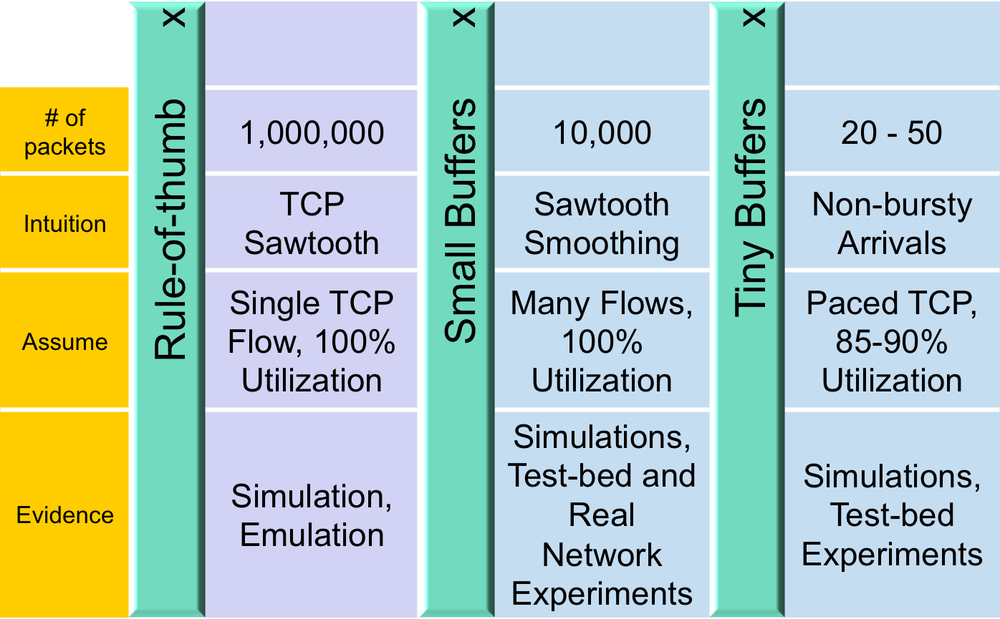 Rule-of-thumb x
Small Buffers x
Tiny Buffers x
# of
packets
1,000,000
10,000
20 - 50
Intuition
TCP
Sawtooth
Sawtooth
Smoothing
Non-bursty
Arrivals
Assume
Single TCP
Flow, 100%
Utilization
Many Flows,
100%
Utilization
Paced TCP,
85-90%
Utilization
Evidence
Simulation,
Emulation
Simulations,
Test-bed and
Real
Network
Experiments
Simulations,
Test-bed
Experiments